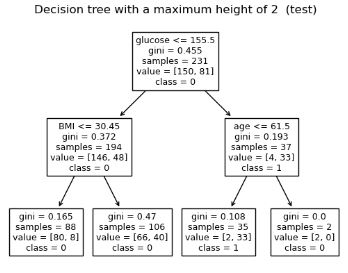 Decision tree with a maximum height of 2 (test)
glucose <= 155.5
gini = 0.455
samples = 231
value = [150, 81]
class = 0
BMI <= 30.45
gini = 0.372
samples = 194
value = [146, 48]
class = 0
age <= 61.5
gini = 0.193
samples = 37
value = [4, 33]
class = 1
gini = 0.165
samples = 88
value = [80, 8]
class = 0
gini = 0.47
samples = 106
value = [66, 40]
class = 0
gini = 0.108
samples = 35
value = [2, 33]
class = 1
gini = 0.0
samples = 2
value = [2, 0]
class = 0